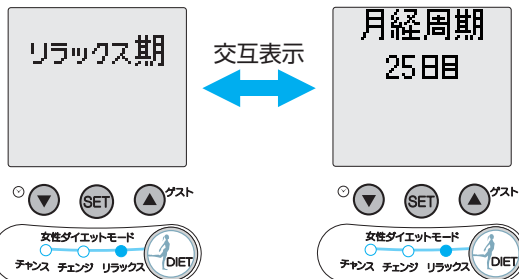 リラックス期
交互表示
月経周期
25日目
SET
ゲスト
女性ダイエットモード
チャンス チェンジ リラックス
DIET
SET
ゲスト
女性ダイエットモード
チャンス チェンジ リラックス
DIET